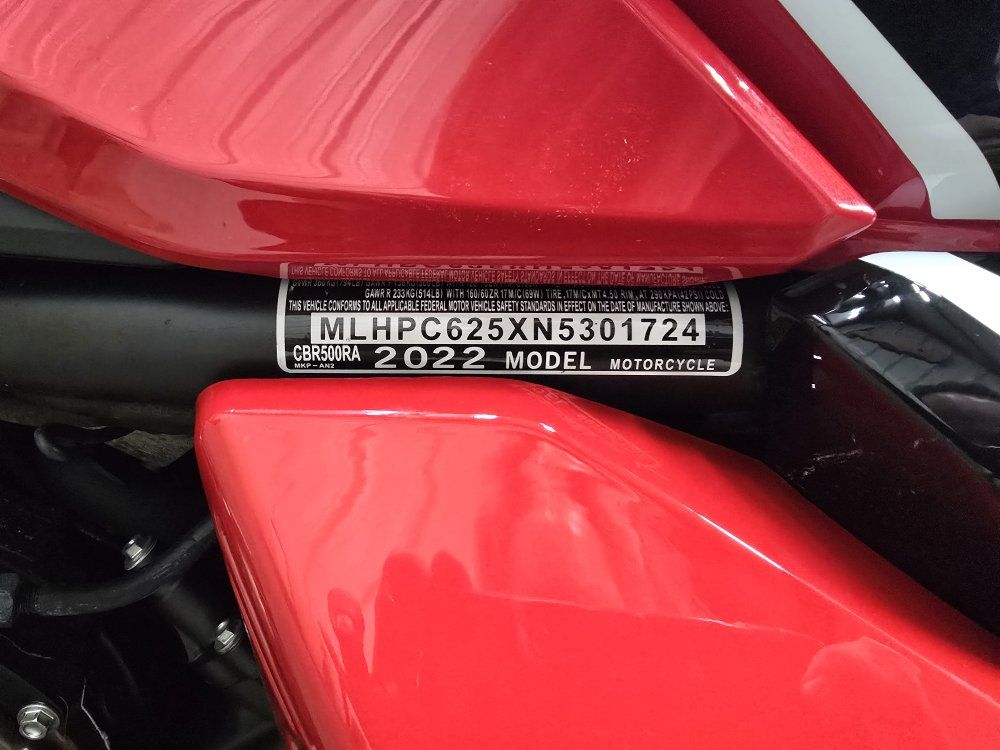 GAWR R 233KG(514LB) WITH 160/60ZR 17M/C(69W) TIRE,17M/CxMT4.50 RIM, AT 290KPA(42PSI) COLD
THIS VEHICLE CONFORMS TO ALL APPLICABLE FEDERAL MOTOR VEHICLE SAFETY STANDARDS IN EFFECT ON THE DATE OF MANUFACTURE SHOWN ABOVE:
MLHPC625XN5301724
CBR500RA 2022 MODEL MOTORCYCLE
MKP-AN2